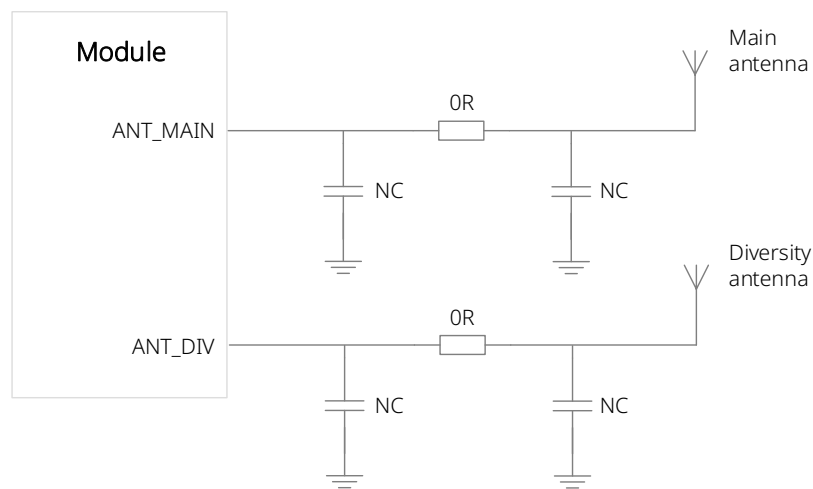 Module
Main
antenna
0R
ANT_MAIN
NC
NC
Diversity
antenna
0R
ANT_DIV
NC
NC